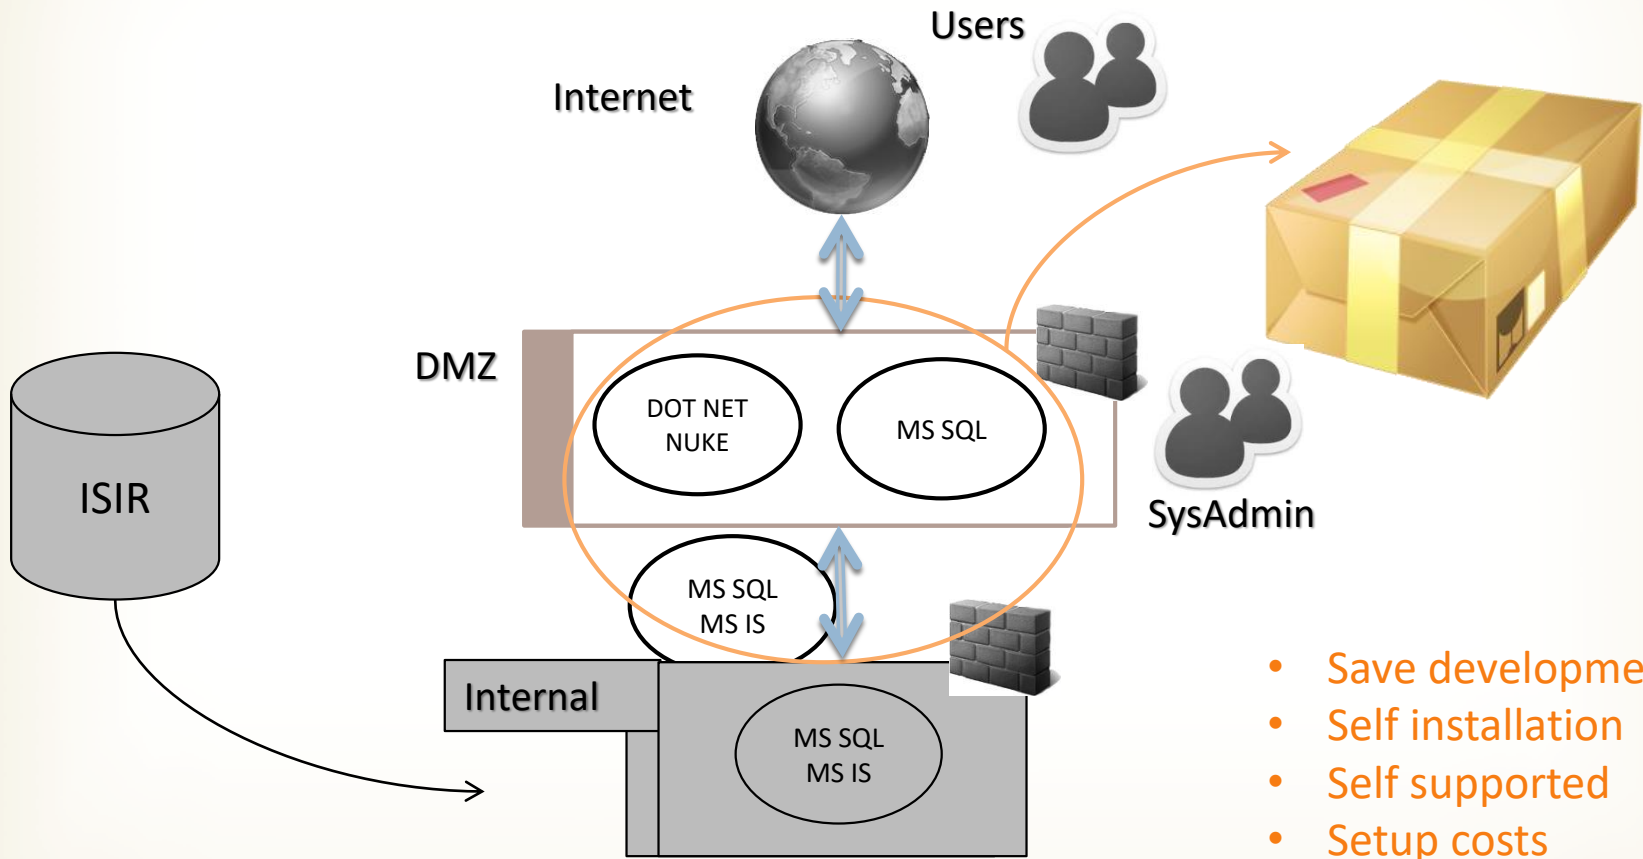 Users
Internet
DMZ
DOT NET
NUKE
MS SQL
ISIR
SysAdmin
MS SQL
MS IS
Internal
MS SQL
MS IS
• Save
• Self installation
• Self supported
• Setup costs